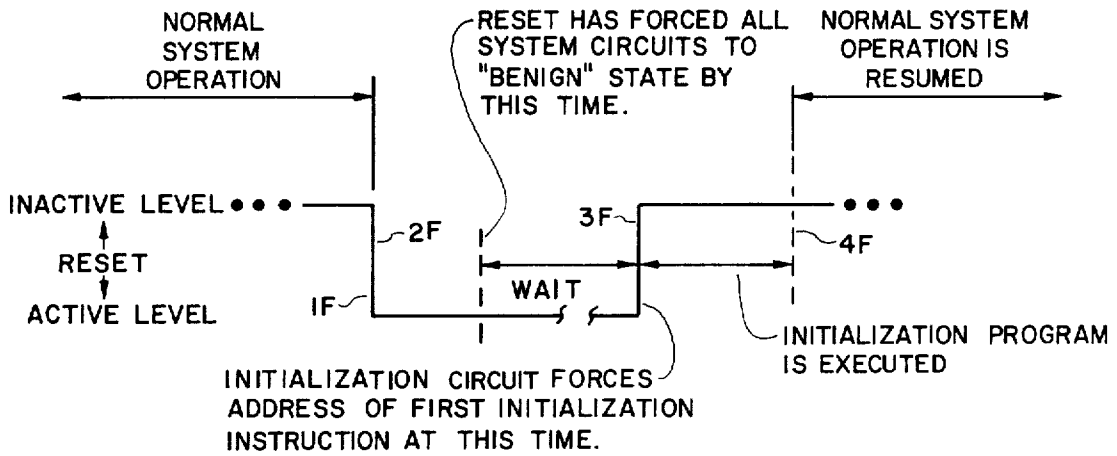 NORMAL
SYSTEM
OPERATION
RESET HAS FORCED ALL
SYSTEM CIRCUITS TO
"BENIGN" STATE BY
THIS TIME.
NORMAL SYSTEM
OPERATION IS
RESUMED
INACTIVE LEVEL
RESET
ACTIVE LEVEL
2F
1F
WAIT
3F
4F
INITIALIZATION PROGRAM
IS EXECUTED
INITIALIZATION CIRCUIT FORCES
ADDRESS OF FIRST INITIALIZATION
INSTRUCTION AT THIS TIME.